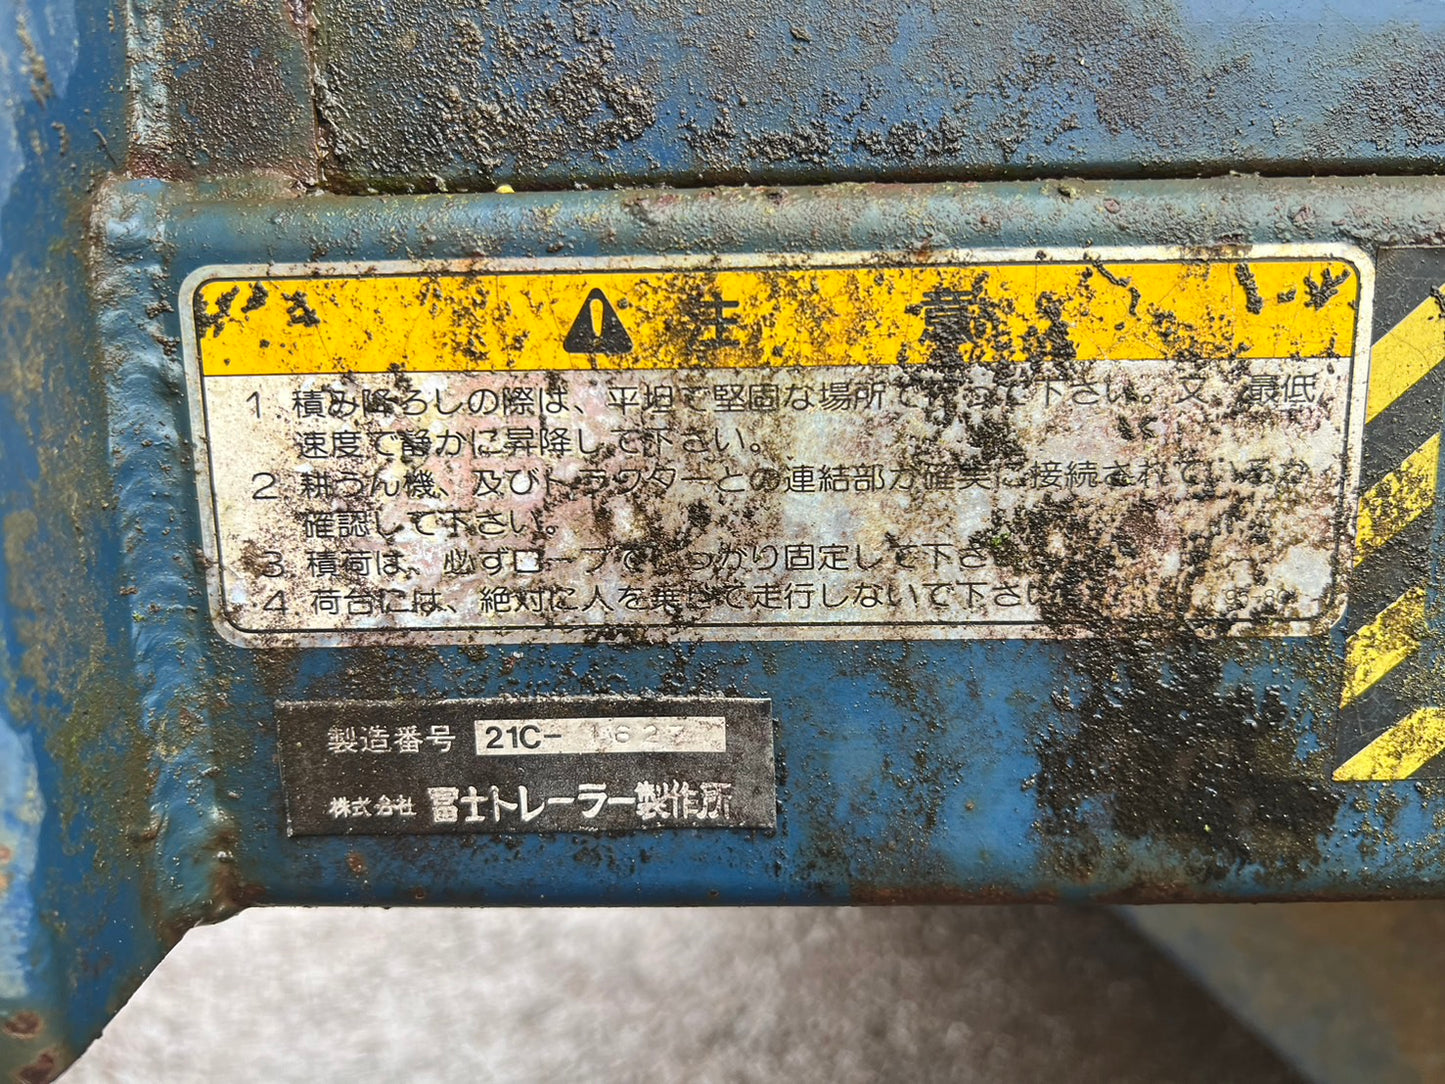 注 意
1 積み降ろしの際は、平坦で堅固な場所で行って下さい。又、最低
速度で静かに昇降して下さい。
2 耕うん機、及びトラクターとの連結部が確実に接続されているか
確認して下さい。
3 積荷は、必ずロープでしっかり固定して下さ
4 荷台には、絶対に人を乗せて走行しないで下さい
製造番号 21C-
株式会社 冨士トレーラー製作所